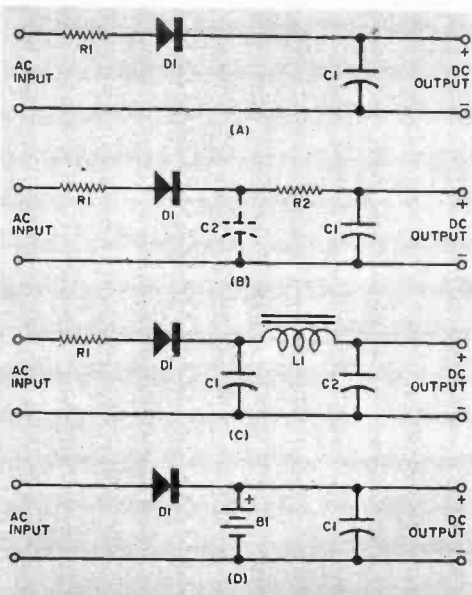 R1
D1
+
AC
INPUT
C1
DC
OUTPUT
–
(A)
R1
D1
R2
+
AC
INPUT
C2
C1
DC
OUTPUT
–
(B)
R1
D1
L1
+
AC
INPUT
C1
C2
DC
OUTPUT
–
(C)
D1
+
AC
INPUT
+
B1
C1
DC
OUTPUT
–
(D)